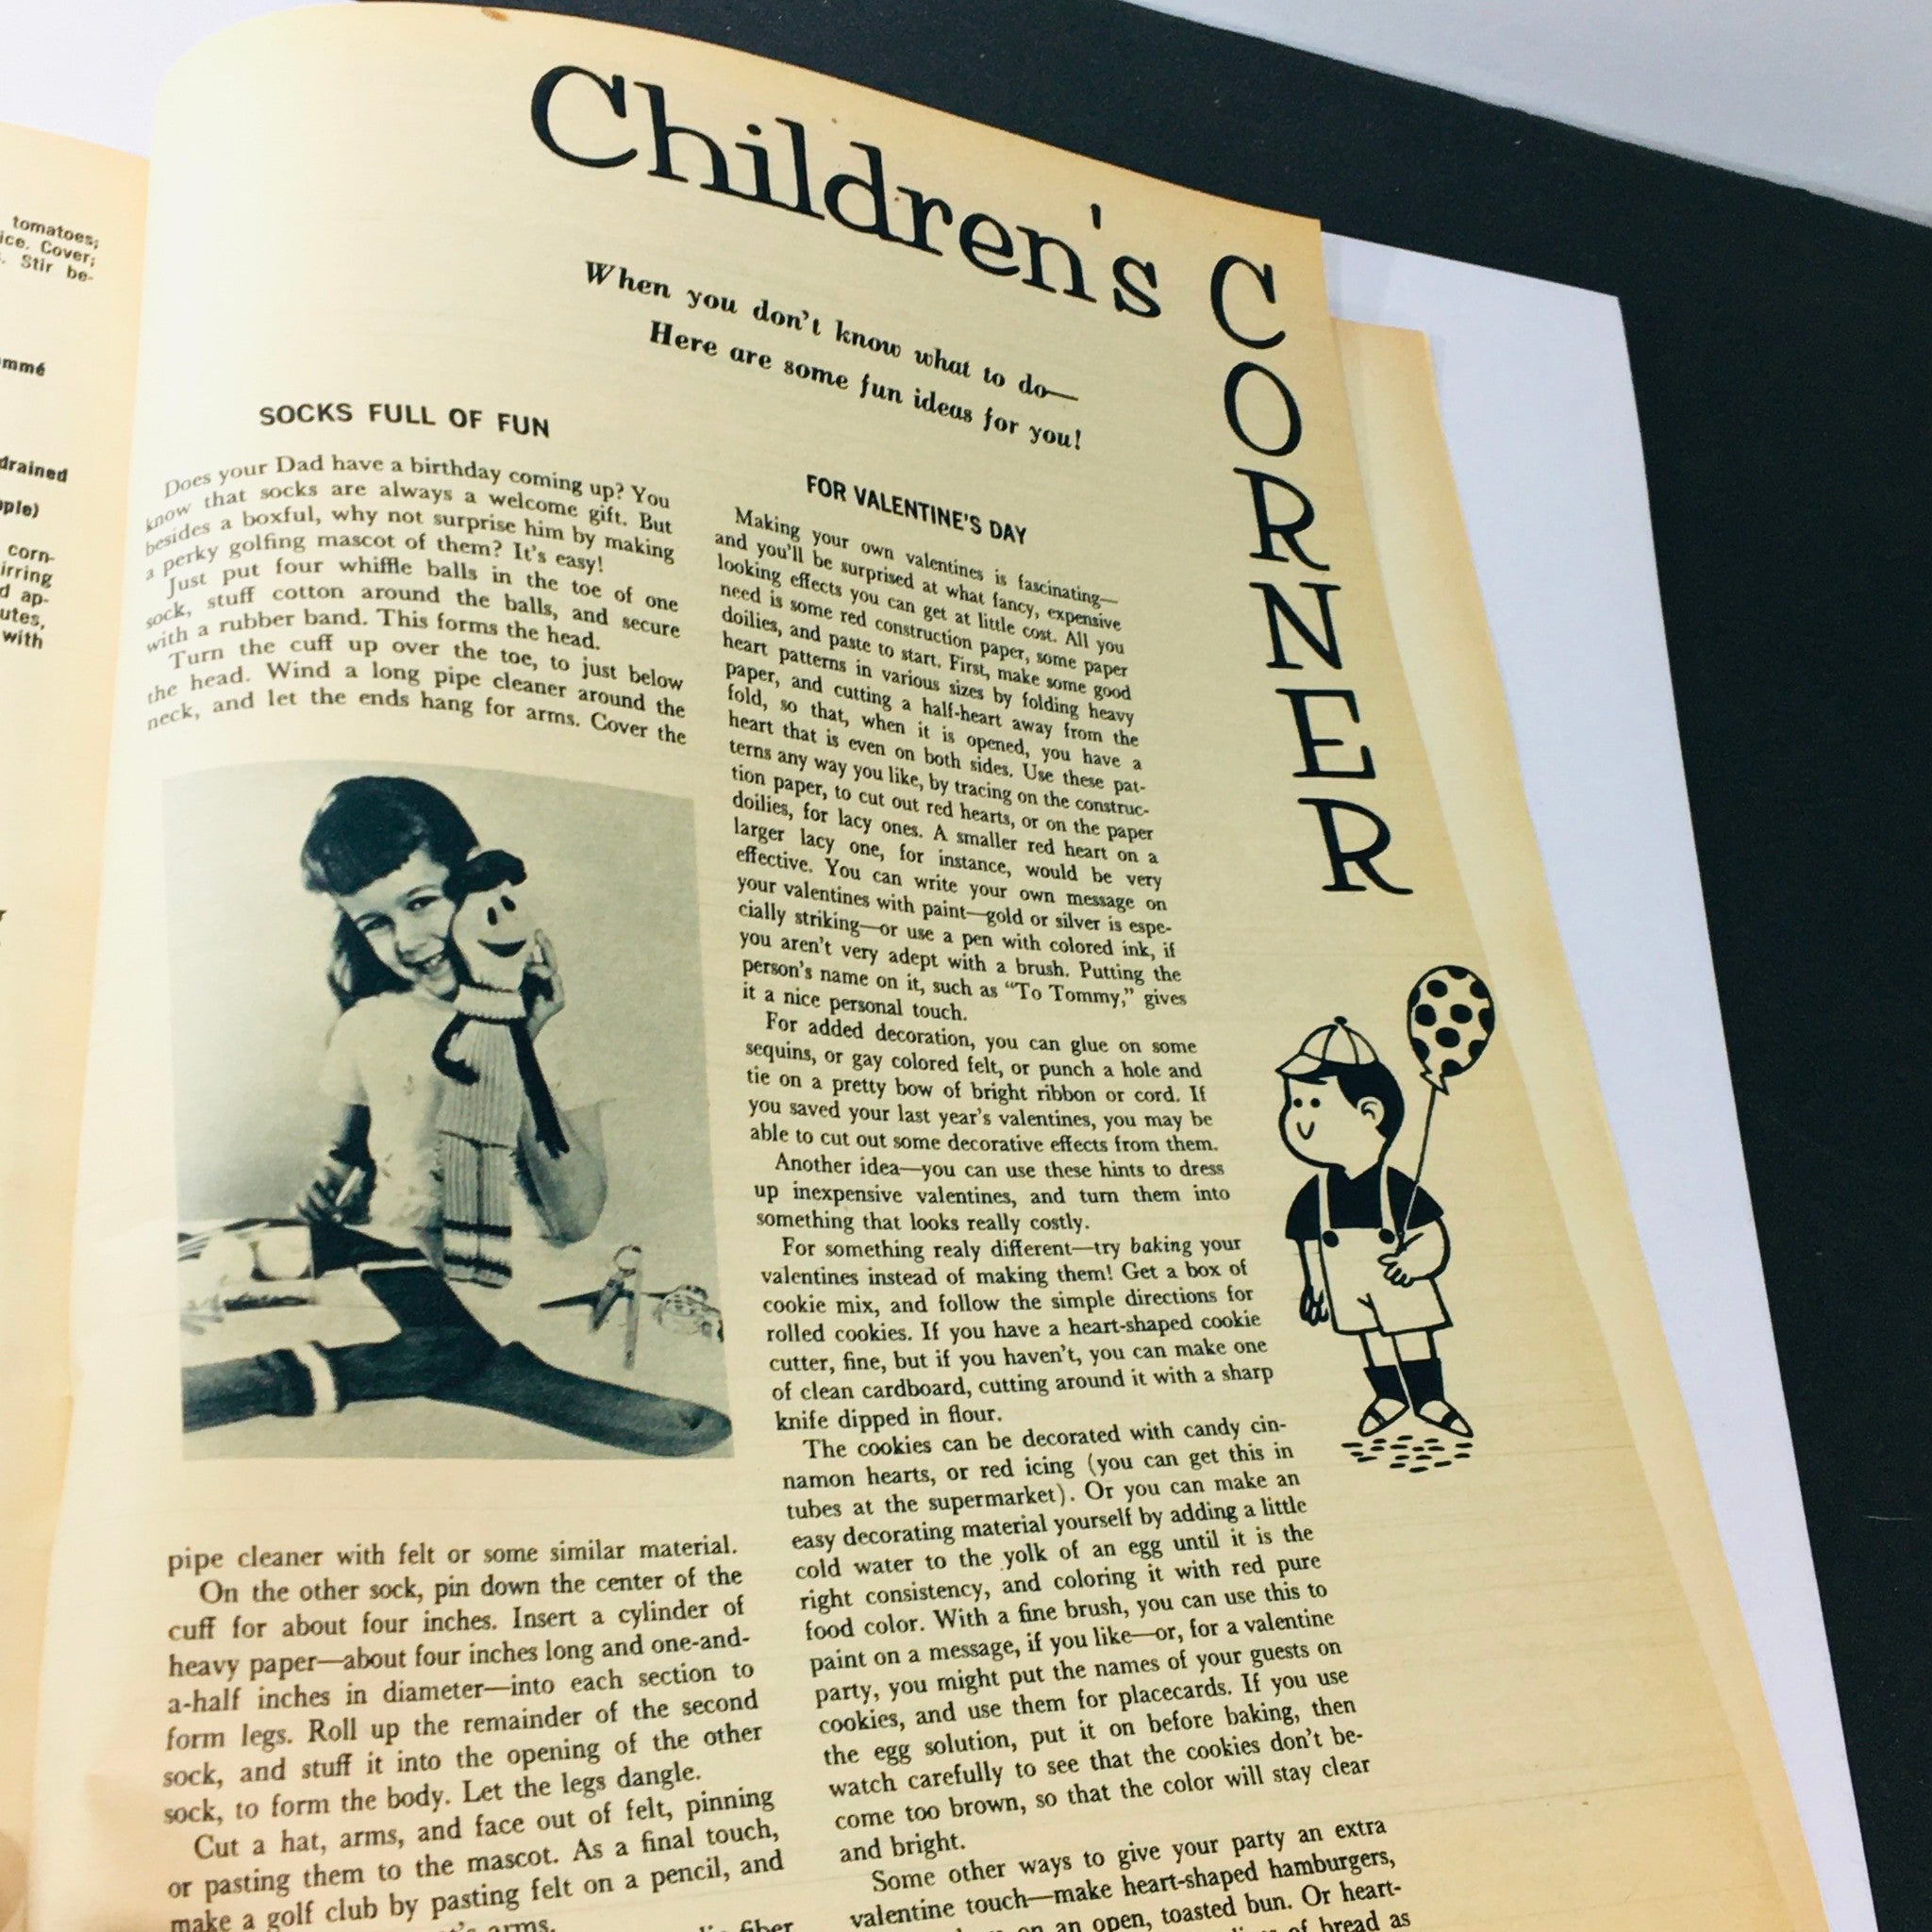 tomatoes;
ice. Cover;
. Stir be-
mmé
drained
ple)
corn-
irring
d ap-
utes,
with
Children's CORNER
When you don't know what to do—
Here are some fun ideas for you!
SOCKS FULL OF FUN
Does your Dad have a birthday coming up? You
know that socks are always a welcome gift. But
besides a boxful, why not surprise him by making
a perky golfing mascot of them? It's easy!
Just put four whiffle balls in the toe of one
sock, stuff cotton around the balls, and secure
with a rubber band. This forms the head.
Turn the cuff up over the toe, to just below
the head. Wind a long pipe cleaner around the
neck, and let the ends hang for arms. Cover the
pipe cleaner with felt or some similar material.
On the other sock, pin down the center of the
cuff for about four inches. Insert a cylinder of
heavy paper—about four inches long and one-and-
a-half inches in diameter—into each section to
form legs. Roll up the remainder of the second
sock, and stuff it into the opening of the other
sock, to form the body. Let the legs dangle.
Cut a hat, arms, and face out of felt, pinning
or pasting them to the mascot. As a final touch,
make a golf club by pasting felt on a pencil, and
arms.
fiber
FOR VALENTINE'S DAY
Making your own valentines is fascinating—
and you'll be surprised at what fancy, expensive
looking effects you can get at little cost. All you
need is some red construction paper, some paper
doilies, and paste to start. First, make some good
heart patterns in various sizes by folding heavy
paper, and cutting a half-heart away from the
fold, so that, when it is opened, you have a
heart that is even on both sides. Use these pat-
terns any way you like, by tracing on the construc-
tion paper, to cut out red hearts, or on the paper
doilies, for lacy ones. A smaller red heart on a
larger lacy one, for instance, would be very
effective. You can write your own message on
your valentines with paint—gold or silver is espe-
cially striking—or use a pen with colored ink, if
you aren't very adept with a brush. Putting the
person's name on it, such as “To Tommy,” gives
it a nice personal touch.
For added decoration, you can glue on some
sequins, or gay colored felt, or punch a hole and
tie on a pretty bow of bright ribbon or cord. If
you saved your last year's valentines, you may be
able to cut out some decorative effects from them.
Another idea—you can use these hints to dress
up inexpensive valentines, and turn them into
something that looks really costly.
For something realy different—try baking your
valentines instead of making them! Get a box of
cookie mix, and follow the simple directions for
rolled cookies. If you have a heart-shaped cookie
cutter, fine, but if you haven't, you can make one
of clean cardboard, cutting around it with a sharp
knife dipped in flour.
The cookies can be decorated with candy cin-
namon hearts, or red icing (you can get this in
tubes at the supermarket). Or you can make an
easy decorating material yourself by adding a little
cold water to the yolk of an egg until it is the
right consistency, and coloring it with red pure
food color. With a fine brush, you can use this to
paint on a message, if you like—or, for a valentine
party, you might put the names of your guests on
cookies, and use them for placecards. If you use
the egg solution, put it on before baking, then
watch carefully to see that the cookies don't be-
come too brown, so that the color will stay clear
and bright.
Some other ways to give your party an extra
valentine touch—make heart-shaped hamburgers,
on an open, toasted bun. Or heart-
of bread as